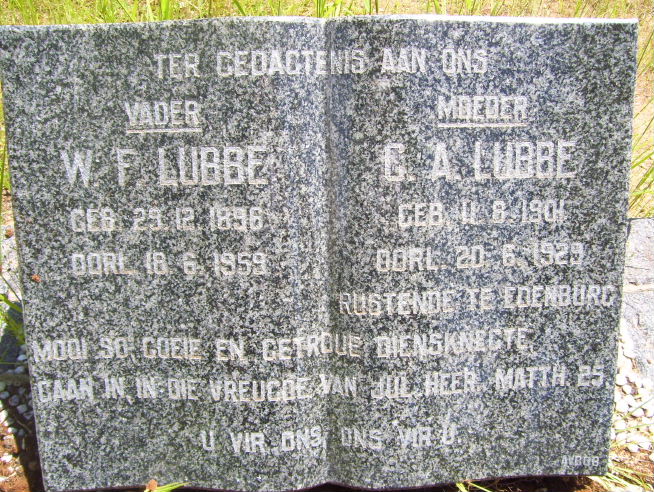 TER GEDAGTENIS AAN ONS
VADER
W. F. LUBBE
GEB. 29.12.1896
OORL. 18.6.1959
MOEDER
C. A. LUBBE
GEB. 11.8.1901
OORL. 20.6.1929
RUSTENDE TE EDENBURG
MOOI SO, GOEIE EN GETROUE DIENSKNEGTE,
GAAN IN, IN DIE VREUGDE VAN JUL HEER. MATTH. 25.
U VIR ONS, ONS VIR U.